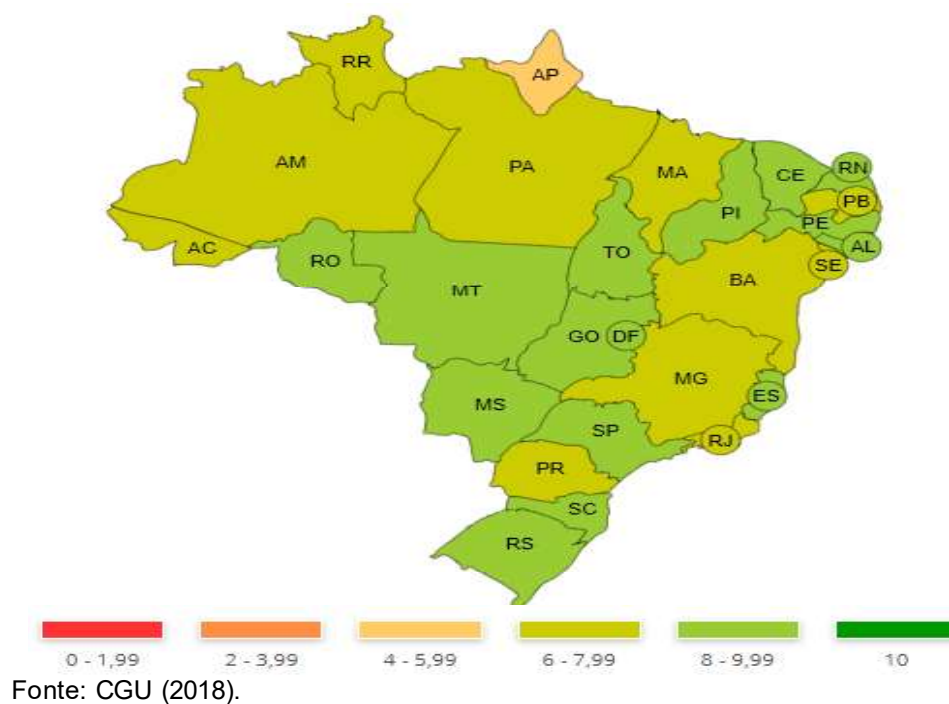 RR
AP
AM
PA
MA
CE
RN
PB
PI
PE
AC
AL
TO
RO
SE
BA
MT
GO
DF
MG
ES
MS
SP
RJ
PR
SC
RS
0 - 1,99
2 - 3,99
4 - 5,99
6 - 7,99
8 - 9,99
10
Fonte: CGU (2018).